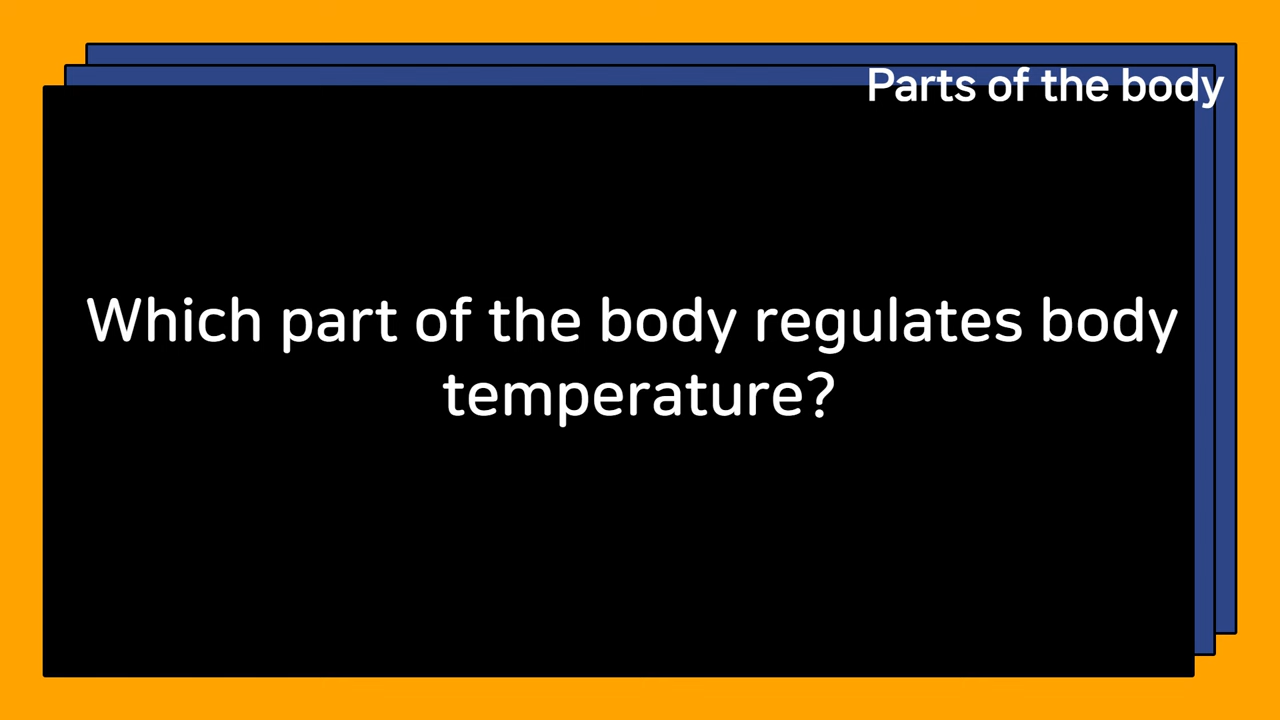 Parts of the body
Which part of the body regulates body
temperature?